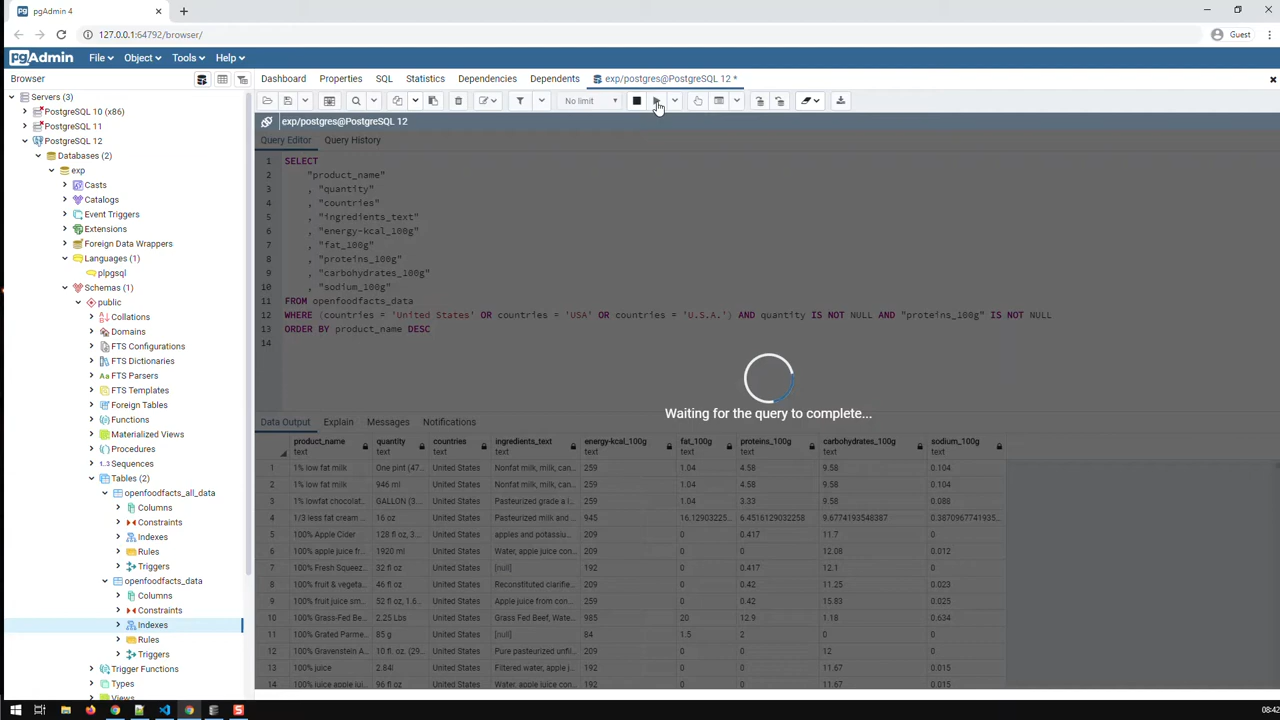 pgAdmin 4
127.0.0.1:64792/browser/
Guest
pgAdmin File Object Tools Help
Browser
Dashboard Properties SQL Statistics Dependencies Dependents exp/postgres@PostgreSQL 12 *
No limit
exp/postgres@PostgreSQL 12
Query Editor Query History
Servers (3)
PostgreSQL 10 (x86)
PostgreSQL 11
PostgreSQL 12
Databases (2)
exp
Casts
Catalogs
Event Triggers
Extensions
Foreign Data Wrappers
Languages (1)
plpgsql
Schemas (1)
public
Collations
Domains
FTS Configurations
FTS Dictionaries
FTS Parsers
FTS Templates
Foreign Tables
Functions
Materialized Views
Procedures
Sequences
Tables (2)
openfoodfacts_all_data
Columns
Constraints
Indexes
Rules
Triggers
openfoodfacts_data
Columns
Constraints
Indexes
Rules
Triggers
Trigger Functions
Types
Views
1 SELECT
2 "product_name"
3 , "quantity"
4 , "countries"
5 , "ingredients_text"
6 , "energy-kcal_100g"
7 , "fat_100g"
8 , "proteins_100g"
9 , "carbohydrates_100g"
10 , "sodium_100g"
11 FROM openfoodfacts_data
12 WHERE (countries = 'United States' OR countries = 'USA' OR countries = 'U.S.A.') AND quantity IS NOT NULL AND "proteins_100g" IS NOT NULL
13 ORDER BY product_name DESC
14
Waiting for the query to complete...
Data Output Explain Messages Notifications
product_name quantity countries ingredients_text energy-kcal_100g fat_100g proteins_100g carbohydrates_100g sodium_100g
text text text text text text text text text
1 1% low fat milk One pint (47... United States Nonfat milk, milk, can... 259 1.04 4.58 9.58 0.104
2 1% low fat milk 946 ml United States Nonfat milk, milk, can... 259 1.04 4.58 9.58 0.104
3 1% lowfat chocolat... GALLON (3... United States Pasteurized grade a l... 259 1.04 3.33 9.58 0.088
4 1/3 less fat cream ... 16 oz United States Pasteurized milk and ... 945 16.12903225... 6.4516129032258 9.6774193548387 0.3870967741935...
5 100% Apple Cider 128 fl oz, 3... United States apples and potassiu... 209 0 0.417 11.7 0
6 100% apple juice fr... 1920 ml United States Water, apple juice con... 209 0 0 12.08 0.012
7 100% Fresh Squeez... 32 fl oz United States [null] 192 0 0.417 12.1 0
8 100% fruit & vegeta... 46 fl oz United States Reconstituted clarifie... 209 0 0.42 11.25 0.023
9 100% fruit juice sm... 52 fl oz, 1.6... United States Apple juice from con... 259 0 0.42 15.83 0.025
10 100% Grass-Fed Be... 2.25 Lbs United States Grass Fed Beef, Wate... 985 20 12.9 1.18 0.634
11 100% Grated Parme... 85 g United States [null] 84 1.5 2 0 0
12 100% Gravenstein A... 10 fl. oz. (29... United States Pure pasteurized unfil... 209 0 0 12 0
13 100% juice 2.84l United States Filtered water, apple j... 192 0 0 11.67 0.015
14 100% juice apple jui... 96 fl oz United States Water, apple juice con... 192 0 0 11.67 0.015
08:42